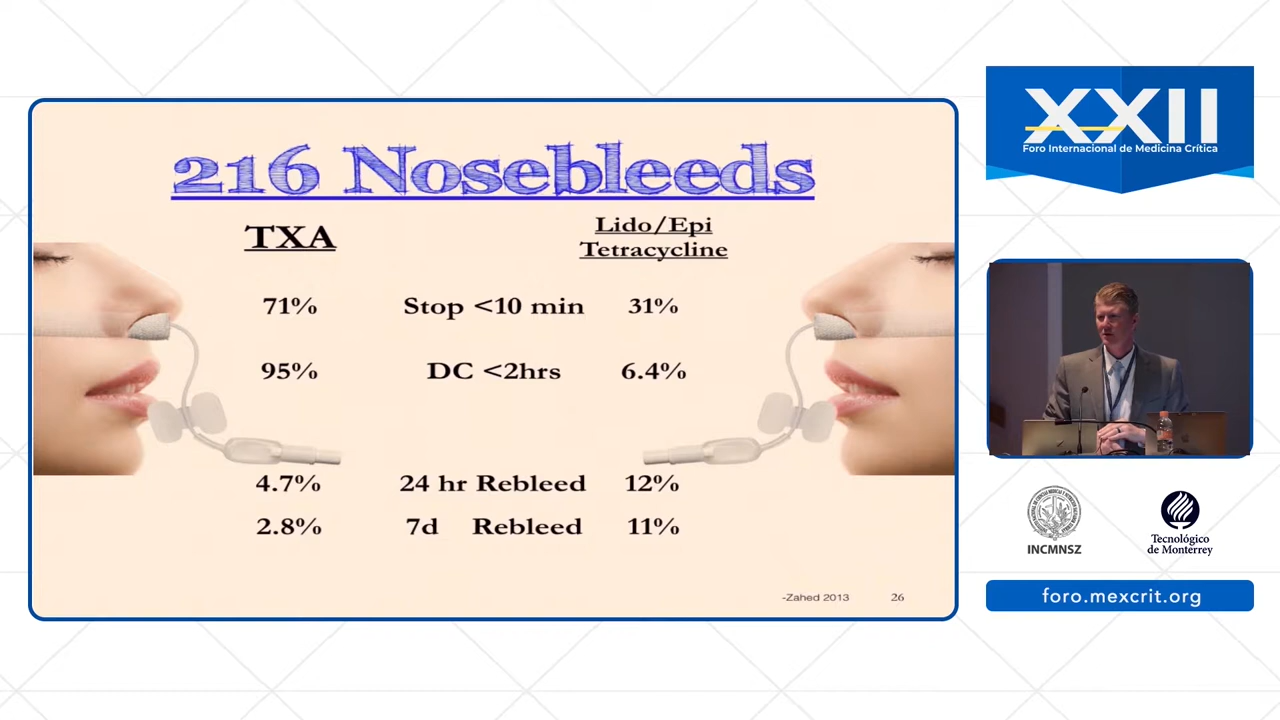 216 Nosebleeds
TXA
Lido/Epi
Tetracycline
71% Stop <10 min 31%
95% DC <2hrs 6.4%
4.7% 24 hr Rebleed 12%
2.8% 7d Rebleed 11%
-Zahed 2013 26
XXII
Foro Internacional de Medicina Crítica
INCMNSZ
Tecnológico
de Monterrey
foro.mexcrit.org